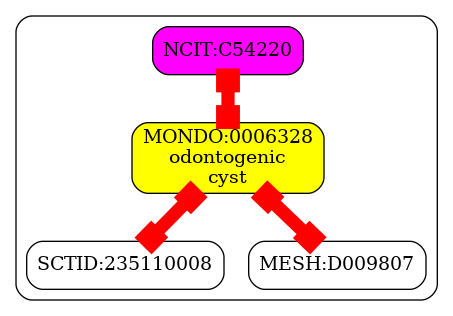 NCIT:C54220
MONDO:0006328
odontogenic
cyst
SCTID:235110008
MESH:D009807